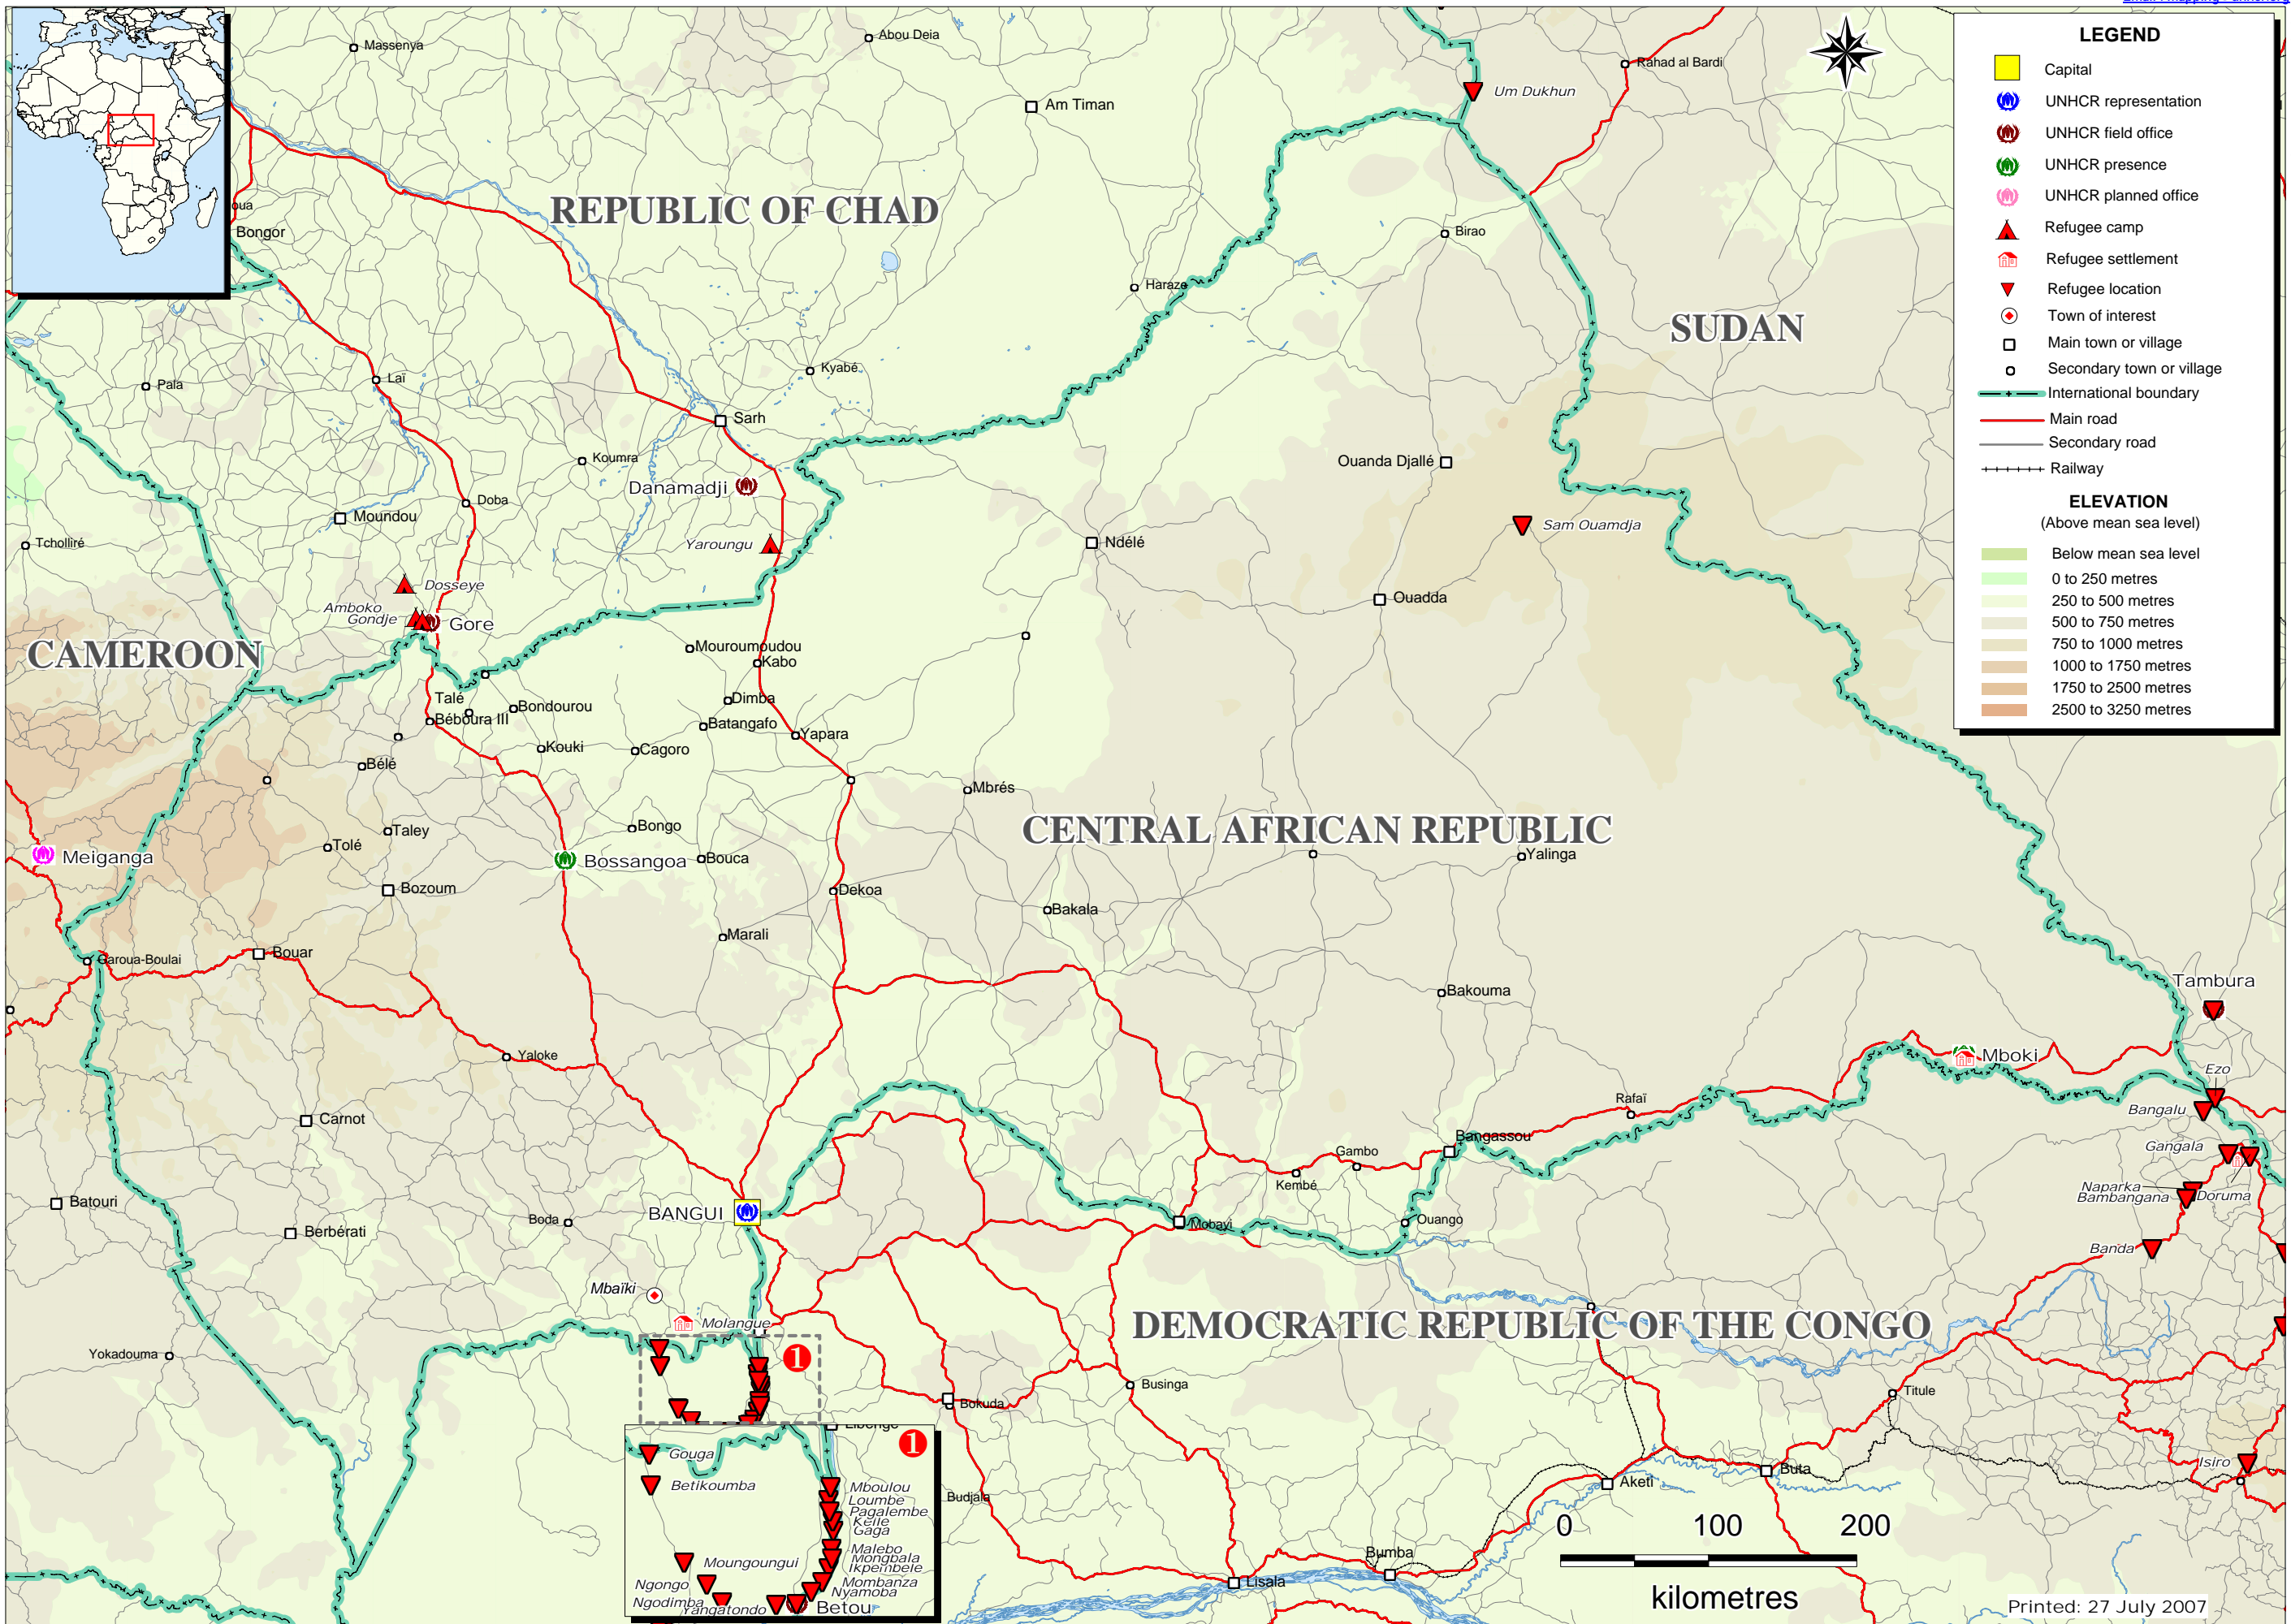 Massenya
Abou Deia
Am Timan
Um Dukhun
Rahad al Bardi
LEGEND
Capital
UNHCR representation
UNHCR field office
UNHCR presence
UNHCR planned office
Refugee camp
Refugee settlement
Refugee location
Town of interest
Main town or village
Secondary town or village
International boundary
Main road
Secondary road
Railway
ELEVATION
(Above mean sea level)
Below mean sea level
0 to 250 metres
250 to 500 metres
500 to 750 metres
750 to 1000 metres
1000 to 1750 metres
1750 to 2500 metres
2500 to 3250 metres
oua
Bongor
REPUBLIC OF CHAD
Birao
Haraze
SUDAN
Pala
Laï
Kyabé
Sarh
Koumra
Ouanda Djallé
Danamadji
Doba
Moundou
Tcholliré
Yaroungu
Ndélé
Sam Ouamdja
Dosseye
Amboko
Gondje
Gore
Ouadda
CAMEROON
Mouroumoudou
Kabo
Talé
Béboura III
Bondourou
Dimba
Batangafo
Yapara
Kouki
Cagoro
Bélé
Mbrés
Taley
Tolé
Bongo
CENTRAL AFRICAN REPUBLIC
Meiganga
Bossangoa
Bouca
Yalinga
Bozoum
Dekoa
Bakala
Marali
Garoua-Boulai
Bouar
Bakouma
Tambura
Yaloke
Mboki
Ezo
Rafaï
Bangalu
Carnot
Bangassou
Gangala
Gambo
Kembé
Naparka
Bambangana
Doruma
Batouri
BANGUI
Boda
Mobayi
Ouango
Berbérati
Banda
Mbaïki
Molangue
DEMOCRATIC REPUBLIC OF THE CONGO
Yokadouma
1
Businga
Titule
Bokuda
Libenge
1
Gouga
Betikoumba
Mboulou
Loumbe
Pagalembe
Kelle
Gaga
Malebo
Mongbala
Ikpembele
Moungoungui
Mombanza
Nyamoba
Ngongo
Ngodimba
Yangatondo
Betou
Budjala
Isiro
Buta
Aketi
0 100 200
kilometres
Bumba
Lisala
Printed: 27 July 2007